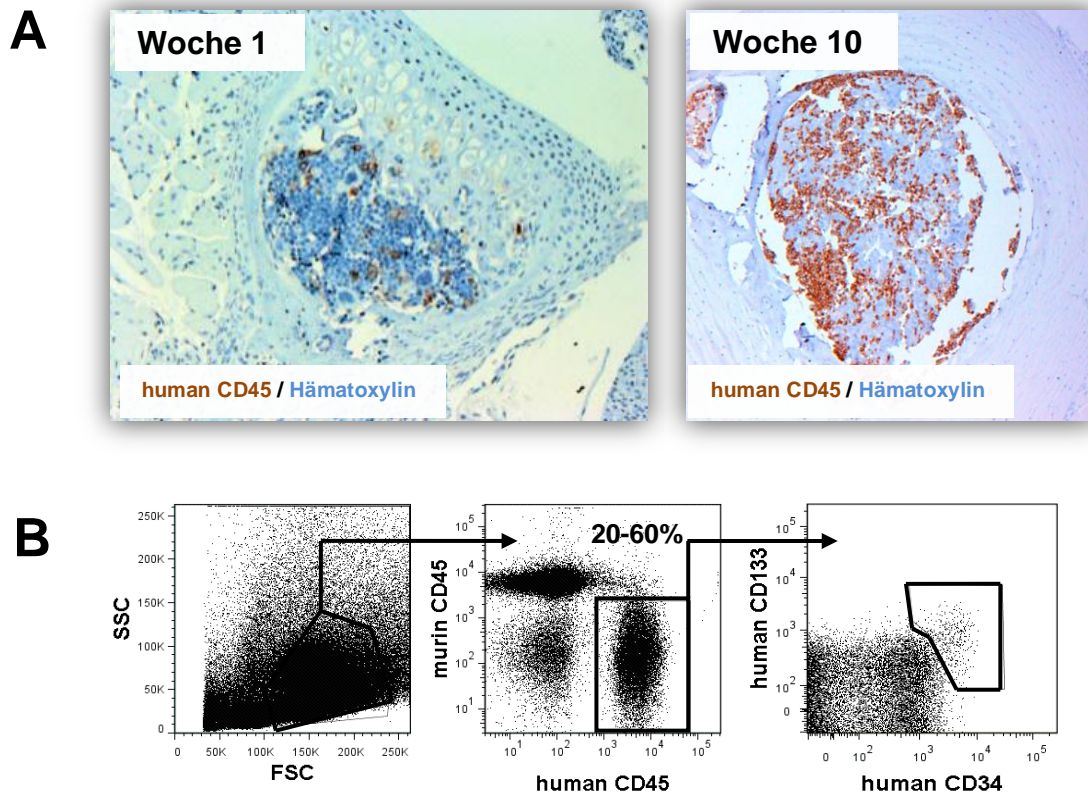 A
Woche 1
human CD45 / Hämatoxylin
Woche 10
human CD45 / Hämatoxylin
B
SSC
250K
200K
150K
100K
50K
0
0 50K 100K 150K 200K 250K
FSC
murin CD45
10⁵
10⁴
10³
10²
10¹
20-60%
10¹ 10² 10³ 10⁴ 10⁵
human CD45
human CD133
10⁵
10⁴
10³
10²
0
0 10² 10³ 10⁴ 10⁵
human CD34